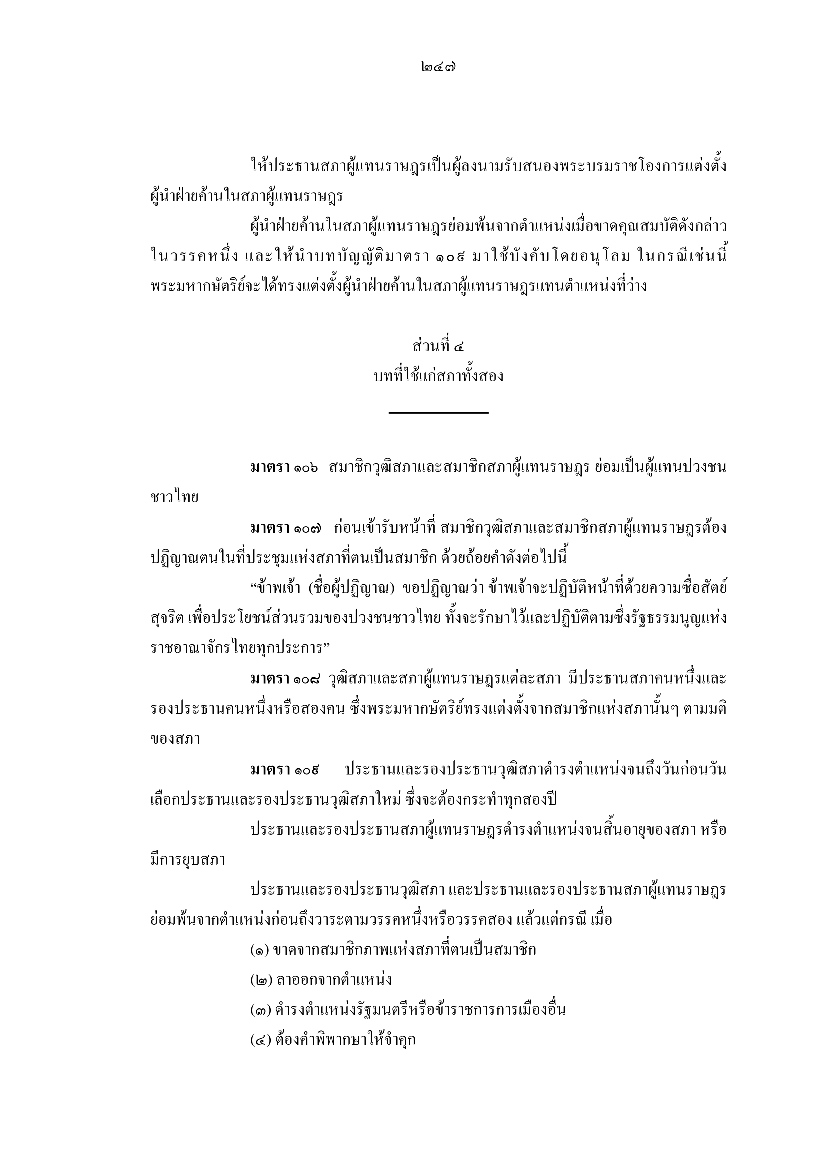 ๒๔๗
ให้ประธานสภาผู้แทนราษฎรเป็นผู้ลงนามรับสนองพระบรมราชโองการแต่งตั้ง
ผู้นำฝ่ายค้านในสภาผู้แทนราษฎร
ผู้นำฝ่ายค้านในสภาผู้แทนราษฎรย่อมพ้นจากตำแหน่งเมื่อขาดคุณสมบัติดังกล่าว
ในวรรคหนึ่ง และให้นำบทบัญญัติมาตรา ๑๐๙ มาใช้บังคับโดยอนุโลม ในกรณีเช่นนี้
พระมหากษัตริย์จะได้ทรงแต่งตั้งผู้นำฝ่ายค้านในสภาผู้แทนราษฎรแทนตำแหน่งที่ว่าง
ส่วนที่ ๔
บทที่ใช้แก่สภาทั้งสอง
มาตรา ๑๐๖ สมาชิกวุฒิสภาและสมาชิกสภาผู้แทนราษฎร ย่อมเป็นผู้แทนปวงชน
ชาวไทย
มาตรา ๑๐๗ ก่อนเข้ารับหน้าที่ สมาชิกวุฒิสภาและสมาชิกสภาผู้แทนราษฎรต้อง
ปฏิญาณตนในที่ประชุมแห่งสภาที่ตนเป็นสมาชิก ด้วยถ้อยคำดังต่อไปนี้
“ข้าพเจ้า (ชื่อผู้ปฏิญาณ) ขอปฏิญาณว่า ข้าพเจ้าจะปฏิบัติหน้าที่ด้วยความซื่อสัตย์
สุจริต เพื่อประโยชน์ส่วนรวมของปวงชนชาวไทย ทั้งจะรักษาไว้และปฏิบัติตามซึ่งรัฐธรรมนูญแห่ง
ราชอาณาจักรไทยทุกประการ”
มาตรา ๑๐๘ วุฒิสภาและสภาผู้แทนราษฎรแต่ละสภา มีประธานสภาคนหนึ่งและ
รองประธานคนหนึ่งหรือสองคน ซึ่งพระมหากษัตริย์ทรงแต่งตั้งจากสมาชิกแห่งสภานั้นๆ ตามมติ
ของสภา
มาตรา ๑๐๙ ประธานและรองประธานวุฒิสภาดำรงตำแหน่งจนถึงวันก่อนวัน
เลือกประธานและรองประธานวุฒิสภาใหม่ ซึ่งจะต้องกระทำทุกสองปี
ประธานและรองประธานสภาผู้แทนราษฎรดำรงตำแหน่งจนสิ้นอายุของสภา หรือ
มีการยุบสภา
ประธานและรองประธานวุฒิสภา และประธานและรองประธานสภาผู้แทนราษฎร
ย่อมพ้นจากตำแหน่งก่อนถึงวาระตามวรรคหนึ่งหรือวรรคสอง แล้วแต่กรณี เมื่อ
(๑) ขาดจากสมาชิกภาพแห่งสภาที่ตนเป็นสมาชิก
(๒) ลาออกจากตำแหน่ง
(๓) ดำรงตำแหน่งรัฐมนตรีหรือข้าราชการการเมืองอื่น
(๔) ต้องคำพิพากษาให้จำคุก